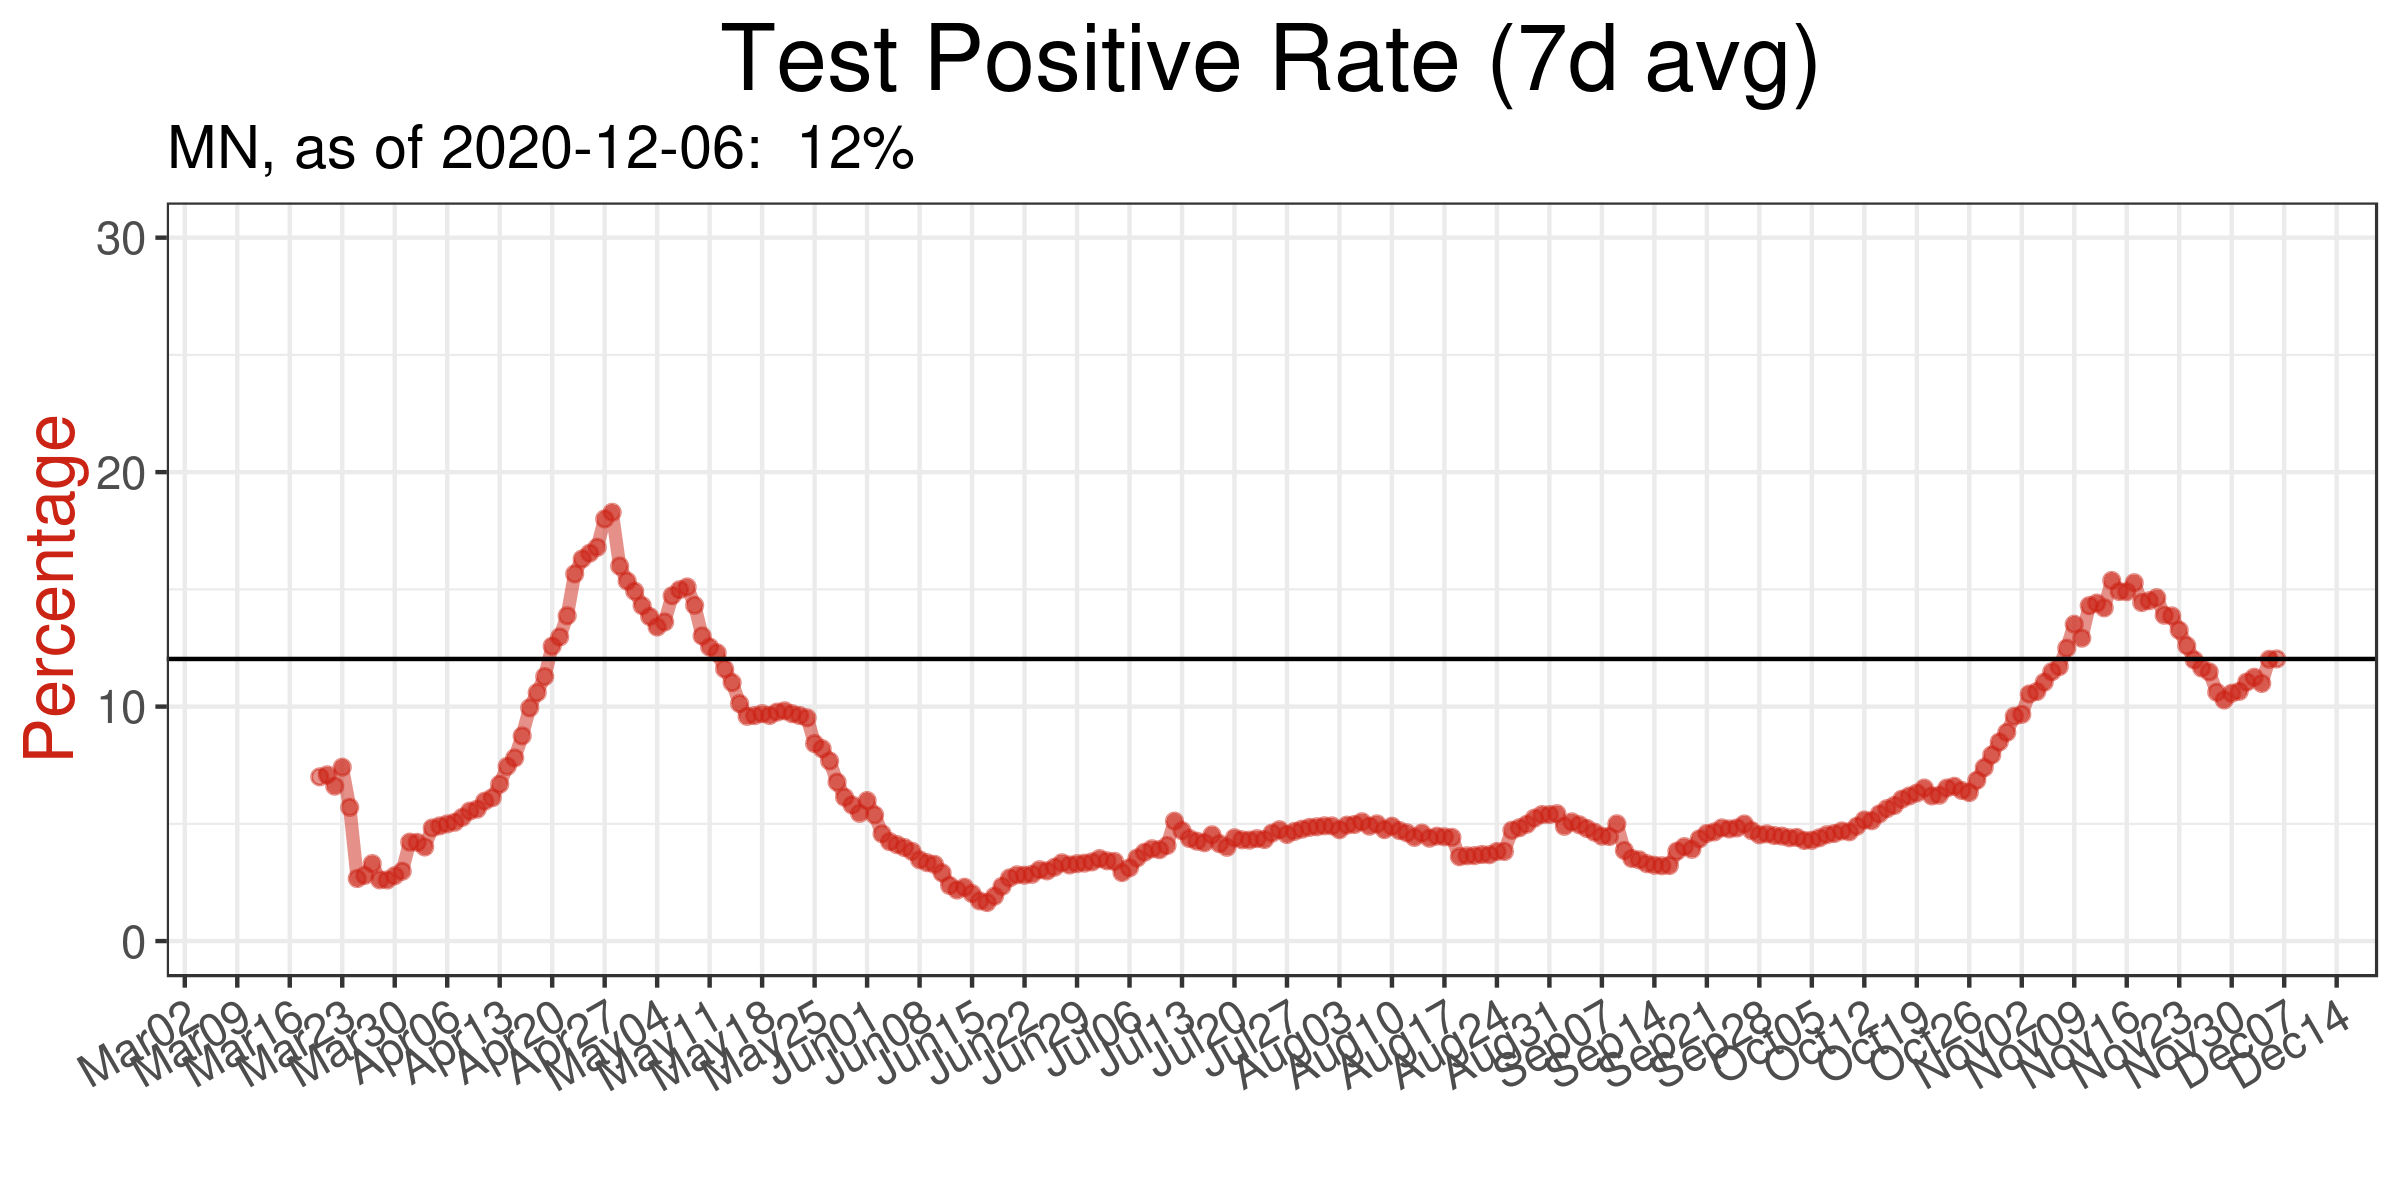 Test Positive Rate (7d avg)
MN, as of 2020-12-06:  12%
Percentage
30
20
10
0
Mar02
Mar09
Mar16
Mar23
Mar30
Apr06
Apr13
Apr20
Apr27
May04
May11
May18
May25
Jun01
Jun08
Jun15
Jun22
Jun29
Jul06
Jul13
Jul20
Jul27
Aug03
Aug10
Aug17
Aug24
Aug31
Sep07
Sep14
Sep21
Sep28
Oct05
Oct12
Oct19
Oct26
Nov02
Nov09
Nov16
Nov23
Nov30
Dec07
Dec14